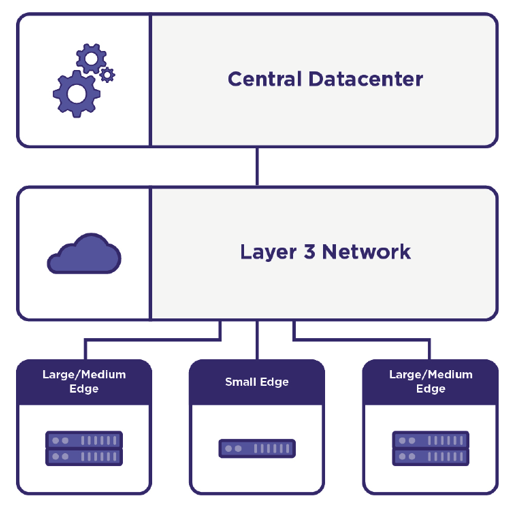 Central Datacenter
Layer 3 Network
Large/Medium
Edge
Small Edge
Large/Medium
Edge